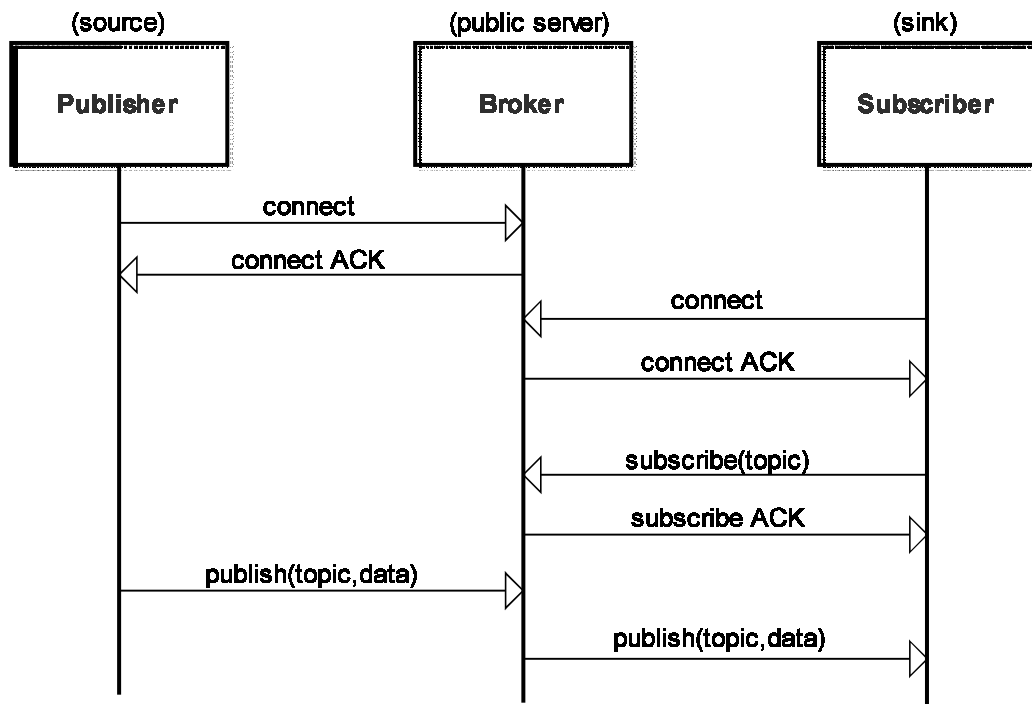 (source)
(public server)
(sink)
Publisher
Broker
Subscriber
connect
connect ACK
connect
connect ACK
subscribe(topic)
subscribe ACK
publish(topic,data)
publish(topic,data)